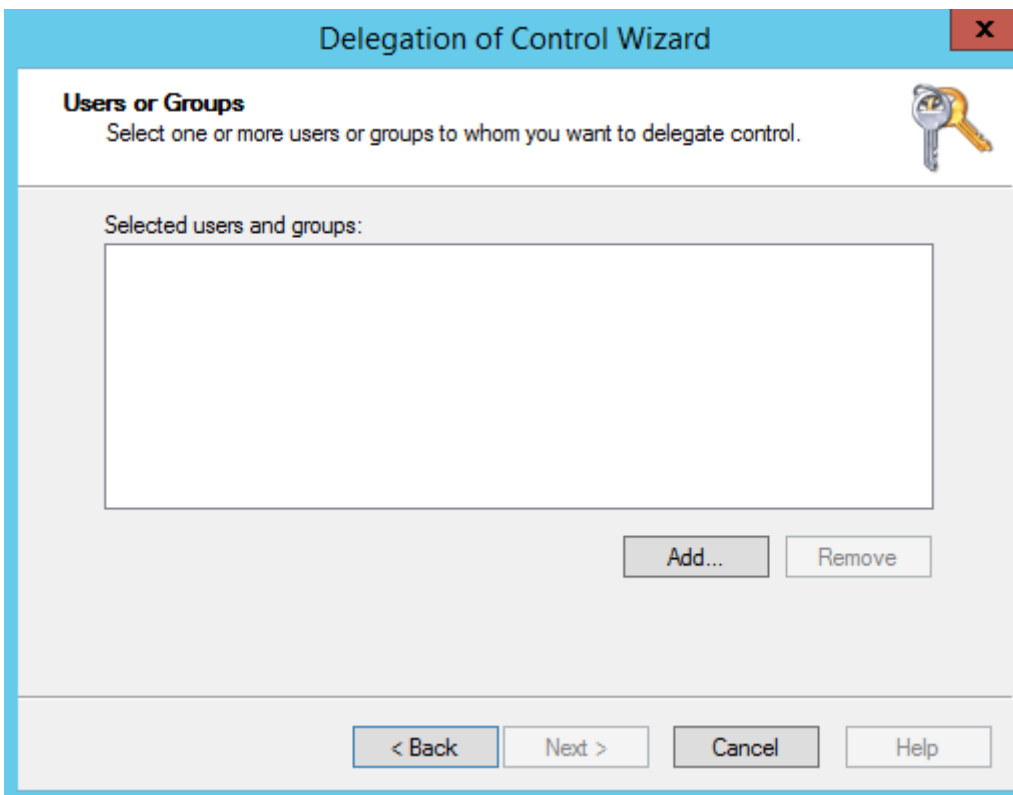 Delegation of Control Wizard
x
Users or Groups
Select one or more users or groups to whom you want to delegate control.
Selected users and groups:
Add...
Remove
< Back
Next >
Cancel
Help